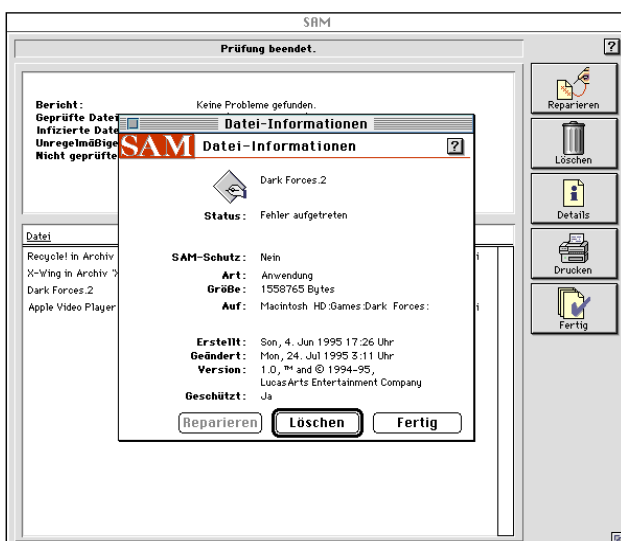 SAM
Prüfung beendet.
?
Bericht: Keine Probleme gefunden.
Geprüfte Datei
Infizierte Date
Unregelmäßige
Nicht geprüfte
Reparieren
Löschen
Details
Drucken
Fertig
Datei
Recycle! in Archiv
X-Wing in Archiv
Dark Forces.2
Apple Video Player
Datei-Informationen
SAM Datei-Informationen ?
Dark Forces.2
Status: Fehler aufgetreten
SAM-Schutz: Nein
Art: Anwendung
Größe: 1558765 Bytes
Auf: Macintosh HD:Games:Dark Forces:
Erstellt: Son, 4. Jun 1995 17:26 Uhr
Geändert: Mon, 24. Jul 1995 3:11 Uhr
Version: 1.0, ™ and © 1994-95,
LucasArts Entertainment Company
Geschützt: Ja
Reparieren Löschen Fertig